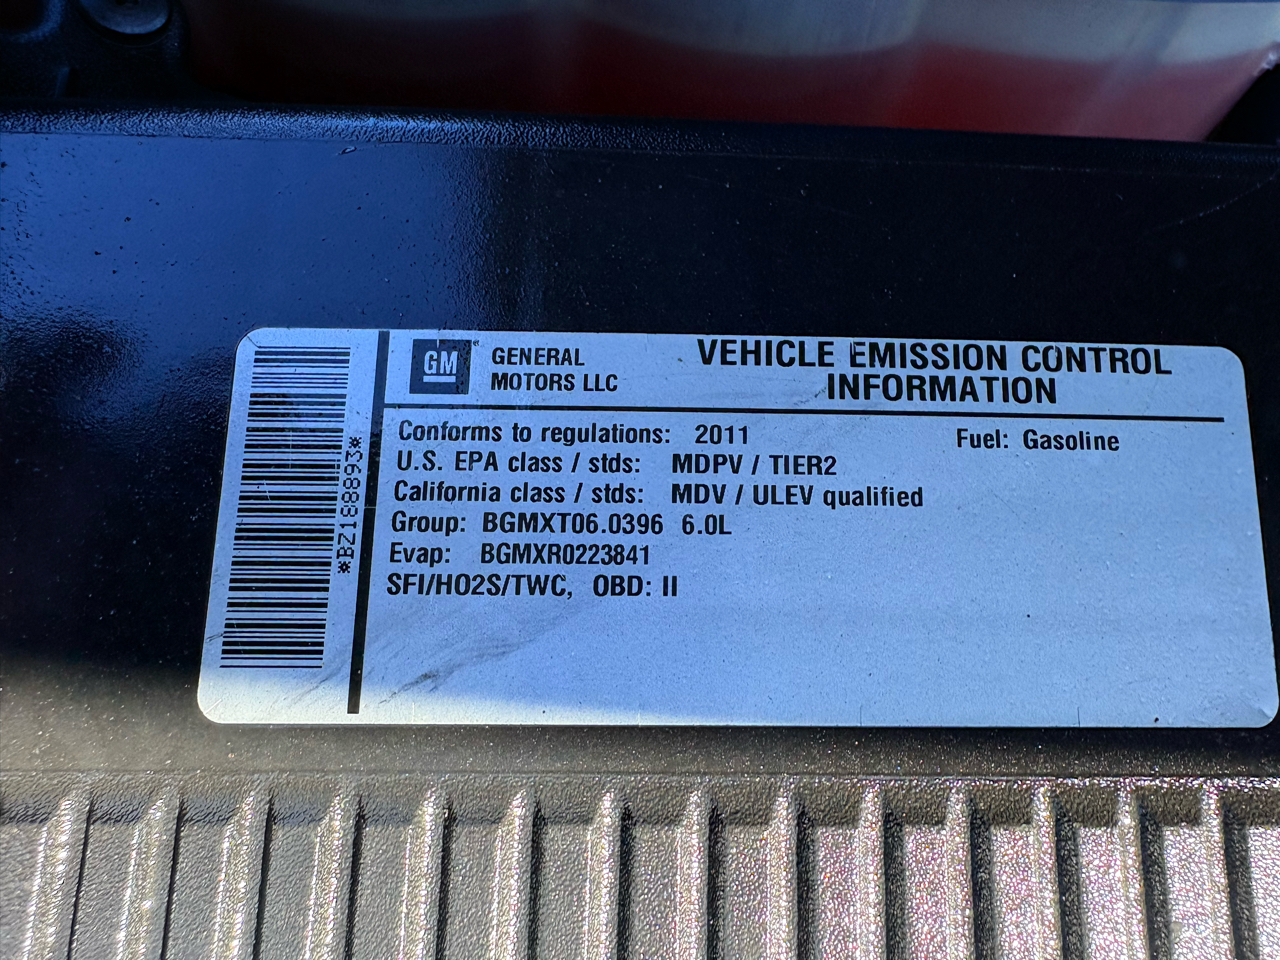 *BZ188893*
GM
GENERAL
MOTORS LLC
VEHICLE EMISSION CONTROL
INFORMATION
Conforms to regulations: 2011
Fuel: Gasoline
U.S. EPA class / stds: MDPV / TIER2
California class / stds: MDV / ULEV qualified
Group: BGMXT06.0396 6.0L
Evap: BGMXR0223841
SFI/HO2S/TWC, OBD: II